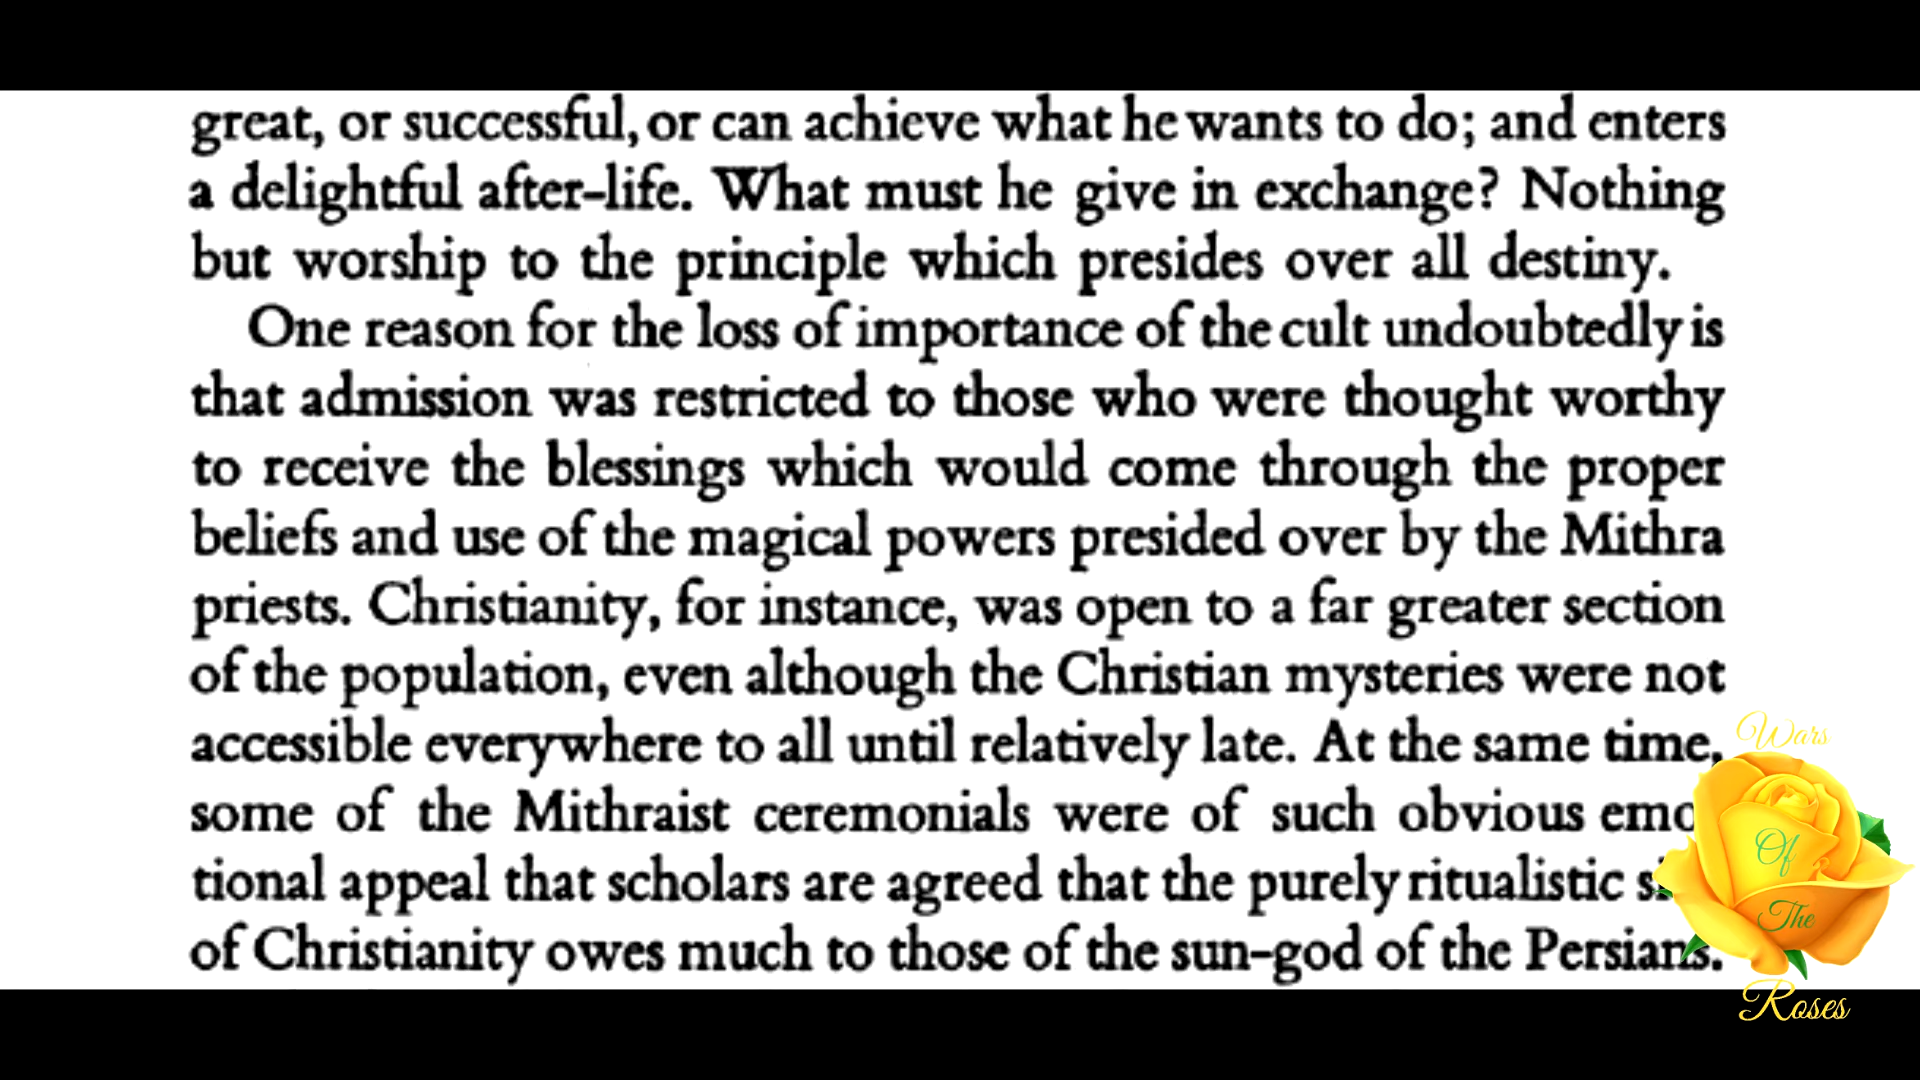 great, or successful, or can achieve what he wants to do; and enters
a delightful after-life. What must he give in exchange? Nothing
but worship to the principle which presides over all destiny.
One reason for the loss of importance of the cult undoubtedly is
that admission was restricted to those who were thought worthy
to receive the blessings which would come through the proper
beliefs and use of the magical powers presided over by the Mithra
priests. Christianity, for instance, was open to a far greater section
of the population, even although the Christian mysteries were not
accessible everywhere to all until relatively late. At the same time,
some of the Mithraist ceremonials were of such obvious emo
tional appeal that scholars are agreed that the purely ritualistic
of Christianity owes much to those of the sun-god of the Persians.
Wars
Of
The
Roses